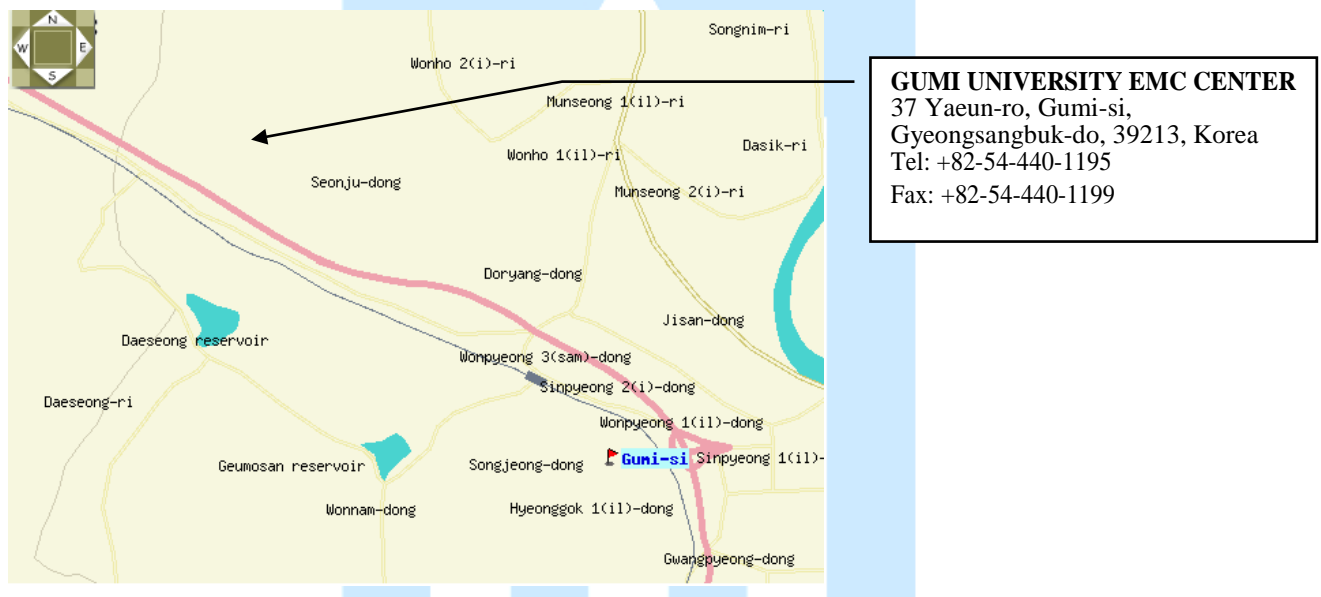 N
W E
S
Songnim-ri
Wonho 2(i)-ri
Munseong 1(il)-ri
Dasik-ri
Wonho 1(il)-ri
Seonju-dong
Munseong 2(i)-ri
Doryang-dong
Jisan-dong
Daeseong reservoir
Wonpyeong 3(sam)-dong
Sinpyeong 2(i)-dong
Daeseong-ri
Wonpyeong 1(il)-dong
Gumi-si
Sinpyeong 1(il)-
Geumosan reservoir
Songjeong-dong
Wonnam-dong
Hyeonggok 1(il)-dong
Gwangpyeong-dong
GUMI UNIVERSITY EMC CENTER
37 Yaeun-ro, Gumi-si,
Gyeongsangbuk-do, 39213, Korea
Tel: +82-54-440-1195
Fax: +82-54-440-1199